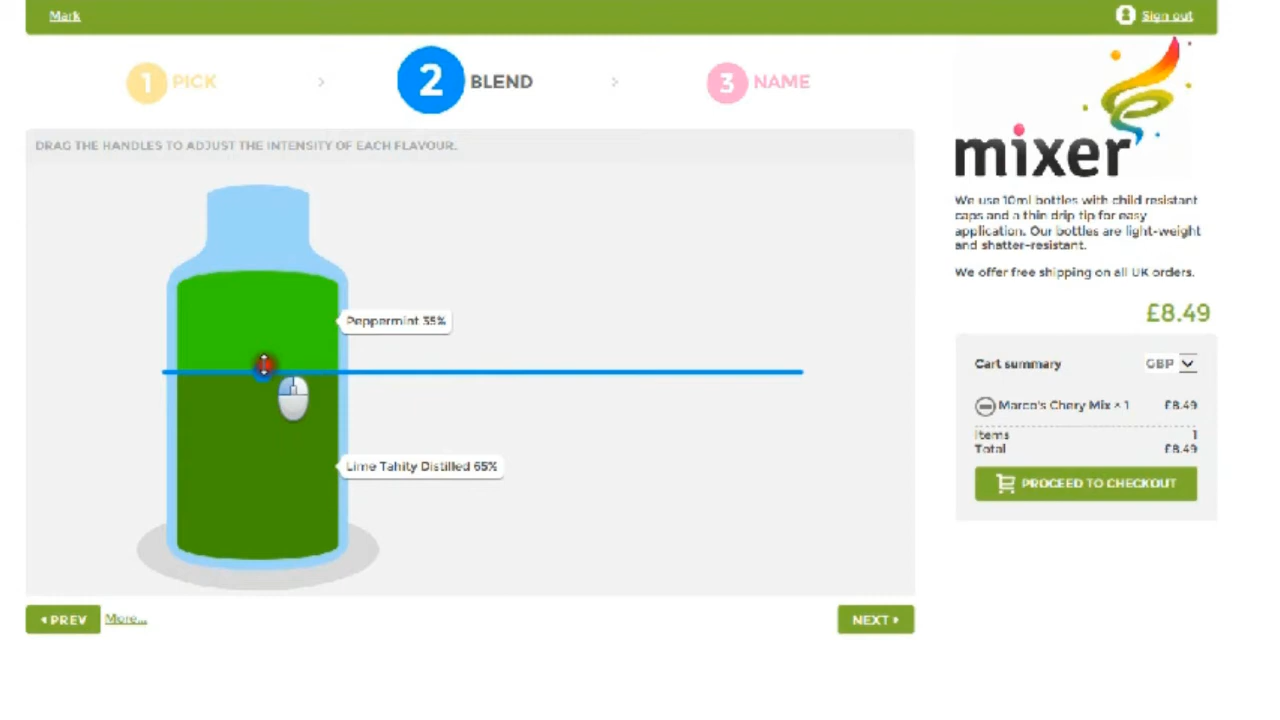 Mark
Sign out
1 PICK
2 BLEND
3 NAME
DRAG THE HANDLES TO ADJUST THE INTENSITY OF EACH FLAVOUR.
Peppermint 35%
Lime Tahity Distilled 65%
◂ PREV
More...
NEXT ▸
mixer
We use 10ml bottles with child resistant
caps and a thin drip tip for easy
application. Our bottles are light-weight
and shatter-resistant.
We offer free shipping on all UK orders.
£8.49
Cart summary
GBP
Marco's Chery Mix × 1 £8.49
Items 1
Total £8.49
PROCEED TO CHECKOUT